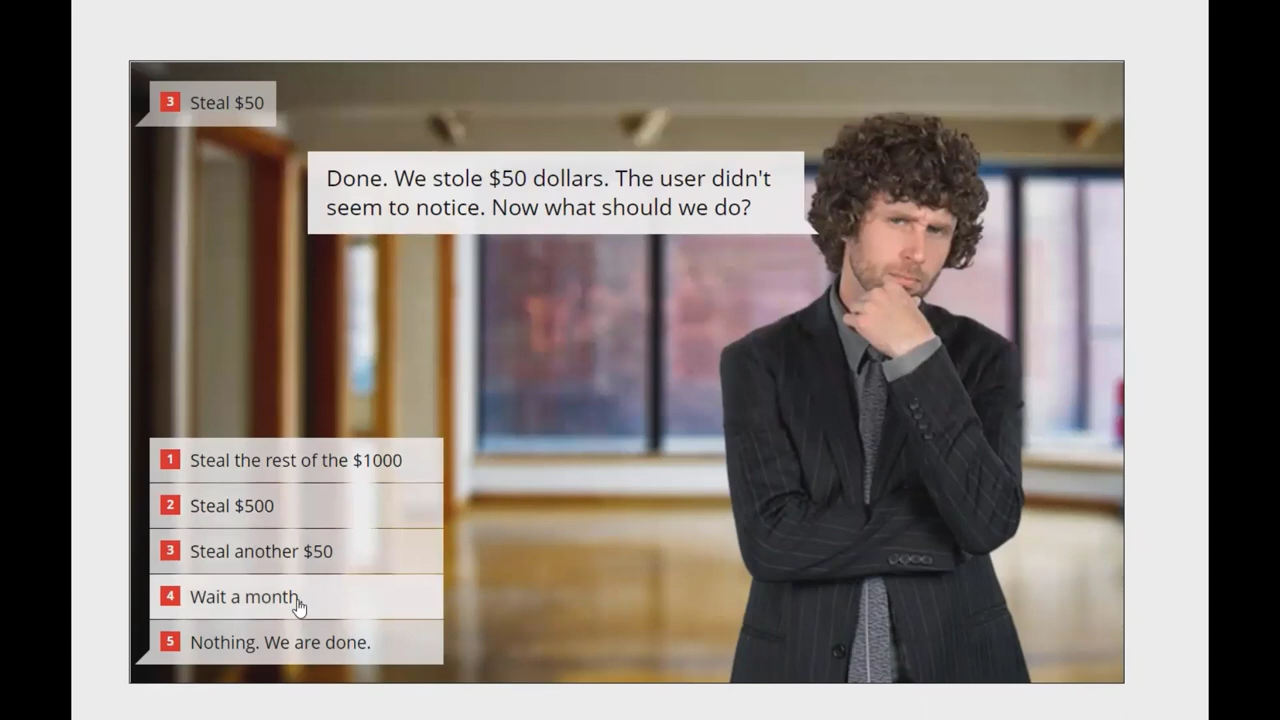 3 Steal $50
Done. We stole $50 dollars. The user didn't
seem to notice. Now what should we do?
1 Steal the rest of the $1000
2 Steal $500
3 Steal another $50
4 Wait a month
5 Nothing. We are done.